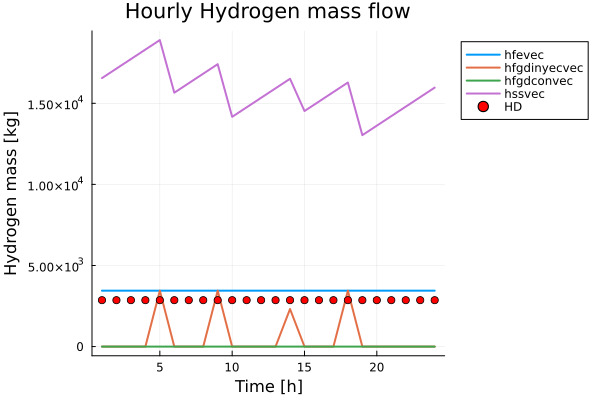 Hourly Hydrogen mass flow
hfevec
hfgdinyecvec
hfgdconvec
hssvec
HD
Hydrogen mass [kg]
1.50×10⁴
1.00×10⁴
5.00×10³
0
5 10 15 20
Time [h]